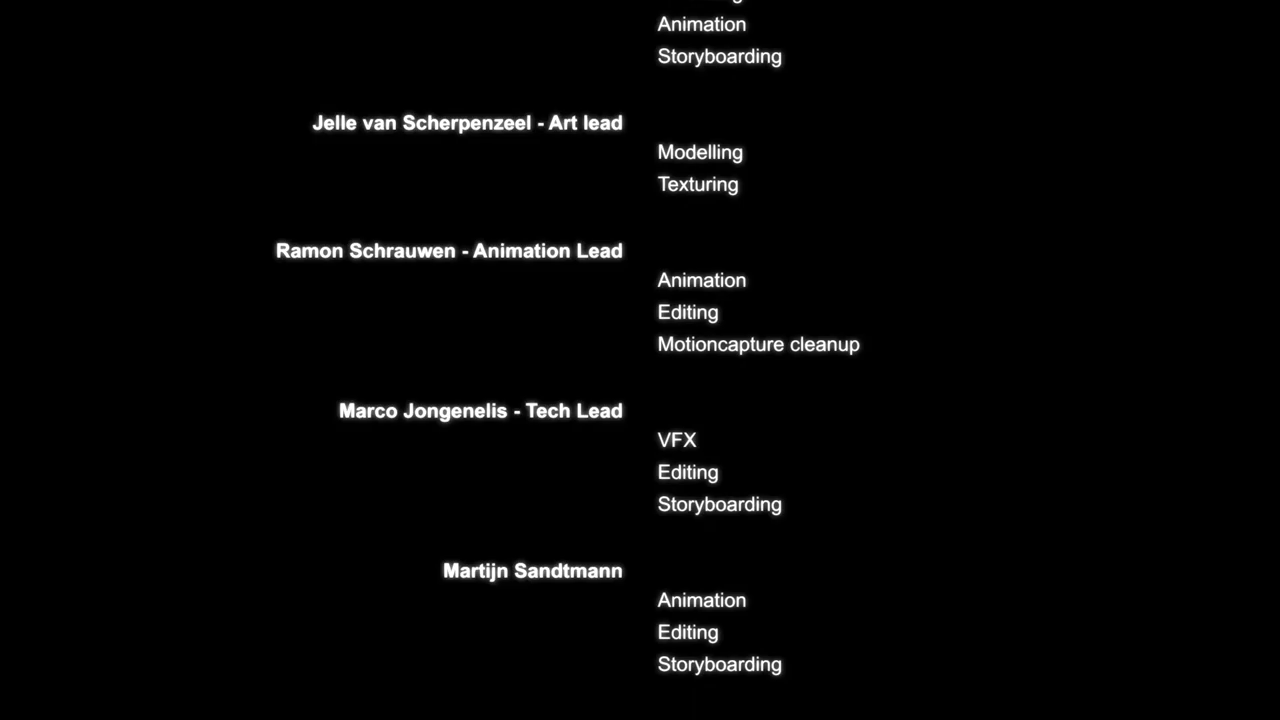 Animation
Storyboarding
Jelle van Scherpenzeel - Art lead
Modelling
Texturing
Ramon Schrauwen - Animation Lead
Animation
Editing
Motioncapture cleanup
Marco Jongenelis - Tech Lead
VFX
Editing
Storyboarding
Martijn Sandtmann
Animation
Editing
Storyboarding